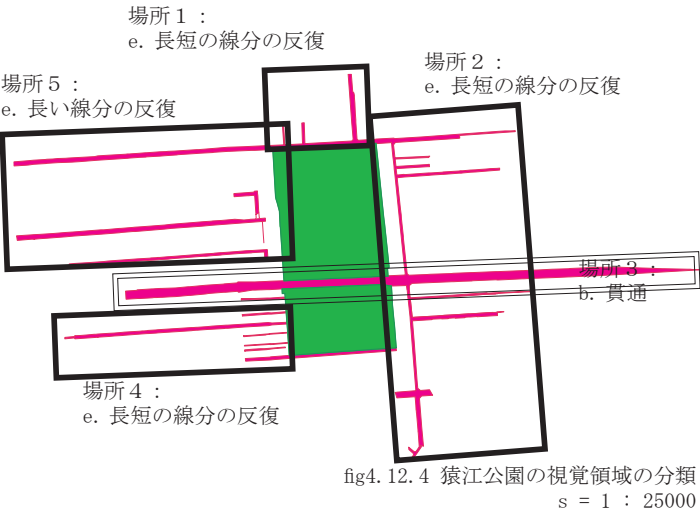 場所１：
e. 長短の線分の反復
場所２：
e. 長短の線分の反復
場所５：
e. 長い線分の反復
場所３：
b. 貫通
場所４：
e. 長短の線分の反復
fig4.12.4 猿江公園の視覚領域の分類
s = 1 : 25000